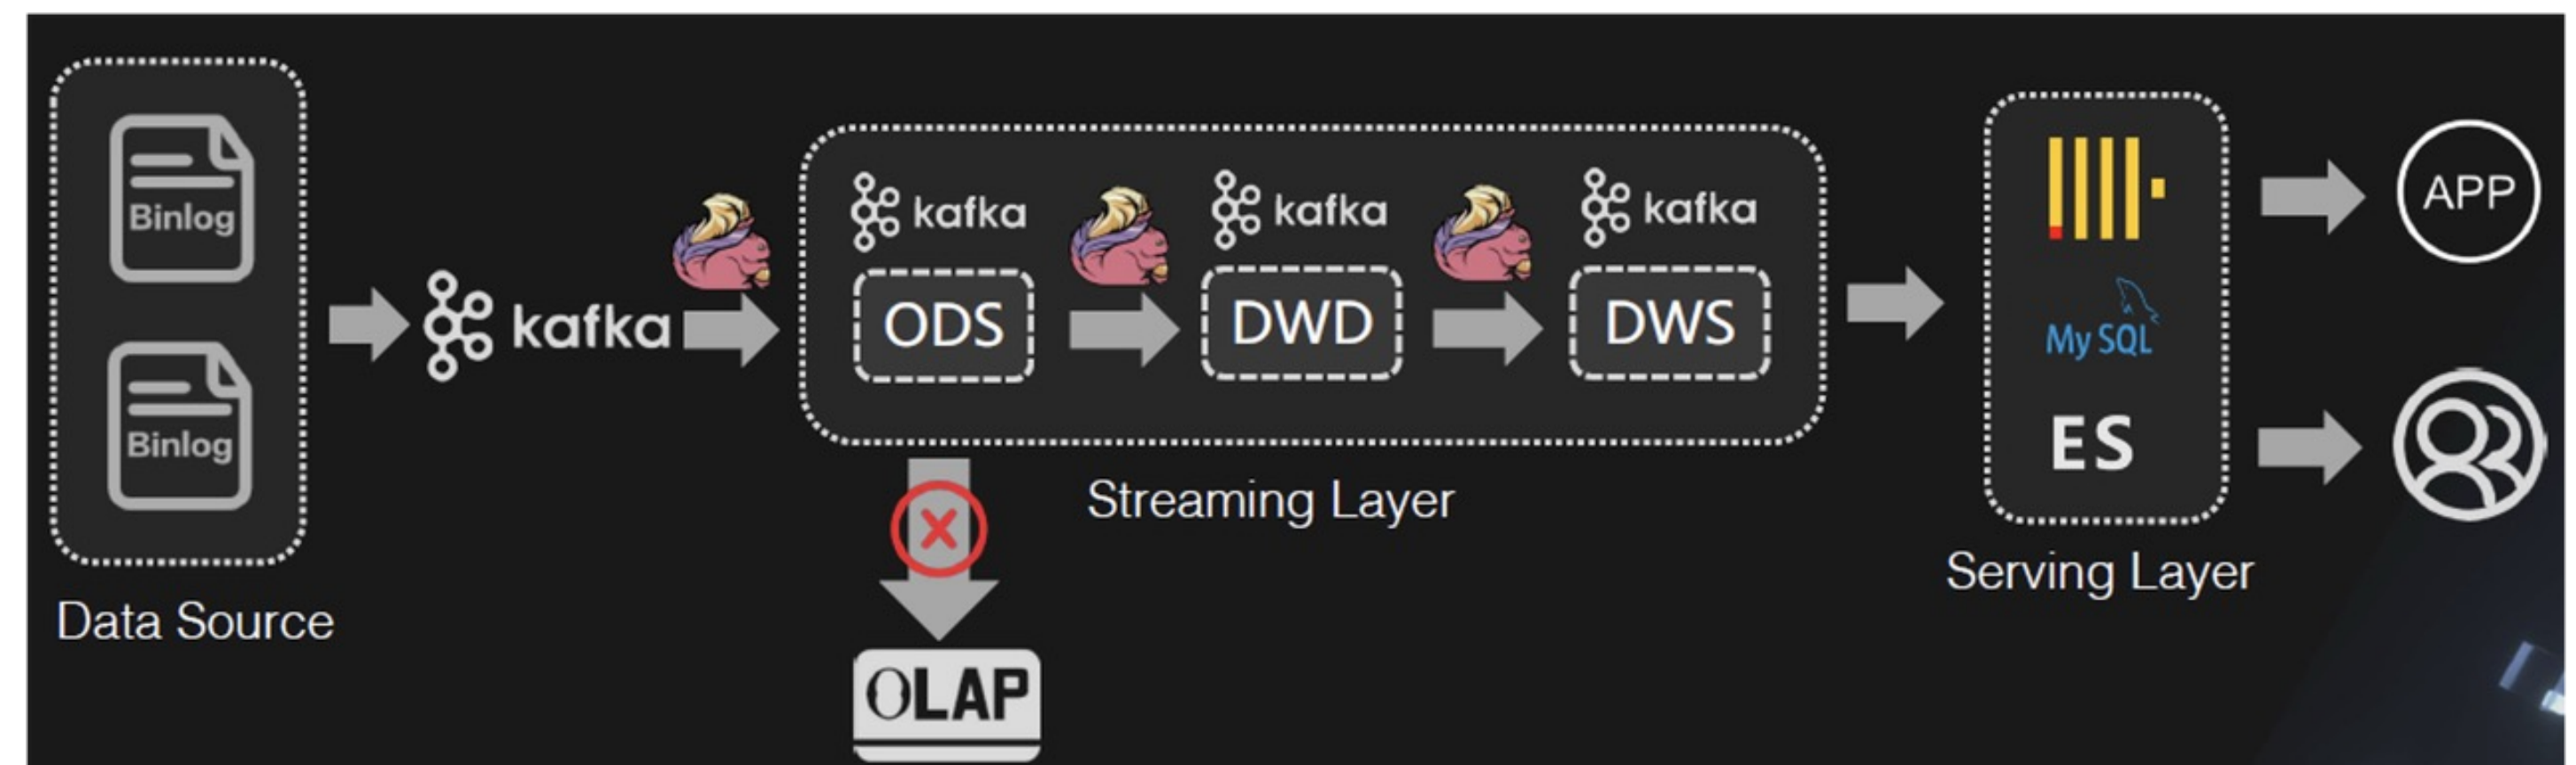 Binlog
Binlog
Data Source
kafka
kafka
ODS
kafka
DWD
kafka
DWS
Streaming Layer
OLAP
My SQL
ES
Serving Layer
APP